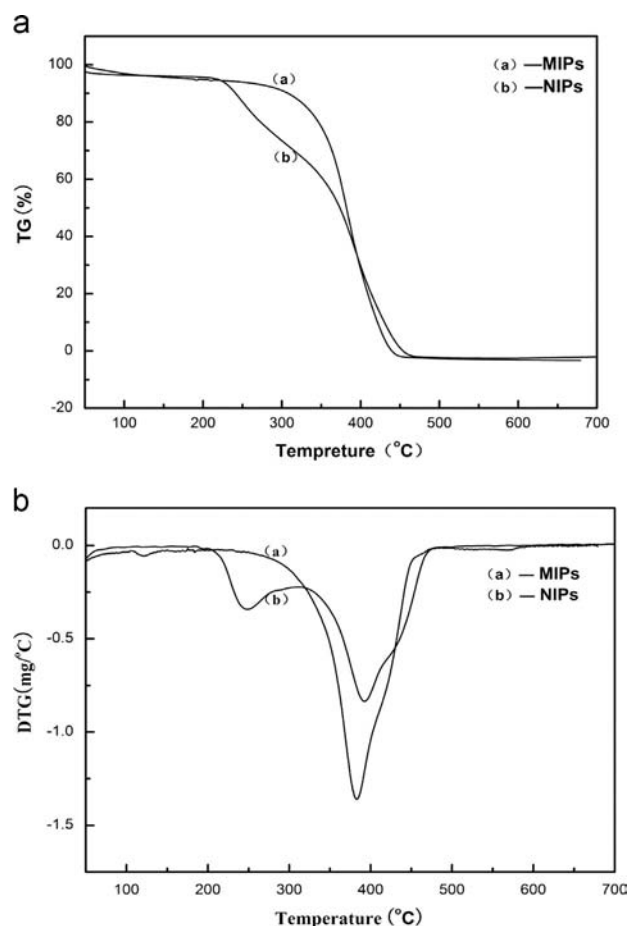 a
100
80
60
40
20
0
-20
TG (%)
(a) —MIPs
(b) —NIPs
(a)
(b)
100 200 300 400 500 600 700
Tempreture (°C)
b
0.0
-0.5
-1.0
-1.5
DTG(mg/°C)
(a)
(b)
(a) — MIPs
(b) — NIPs
100 200 300 400 500 600 700
Temperature (°C)